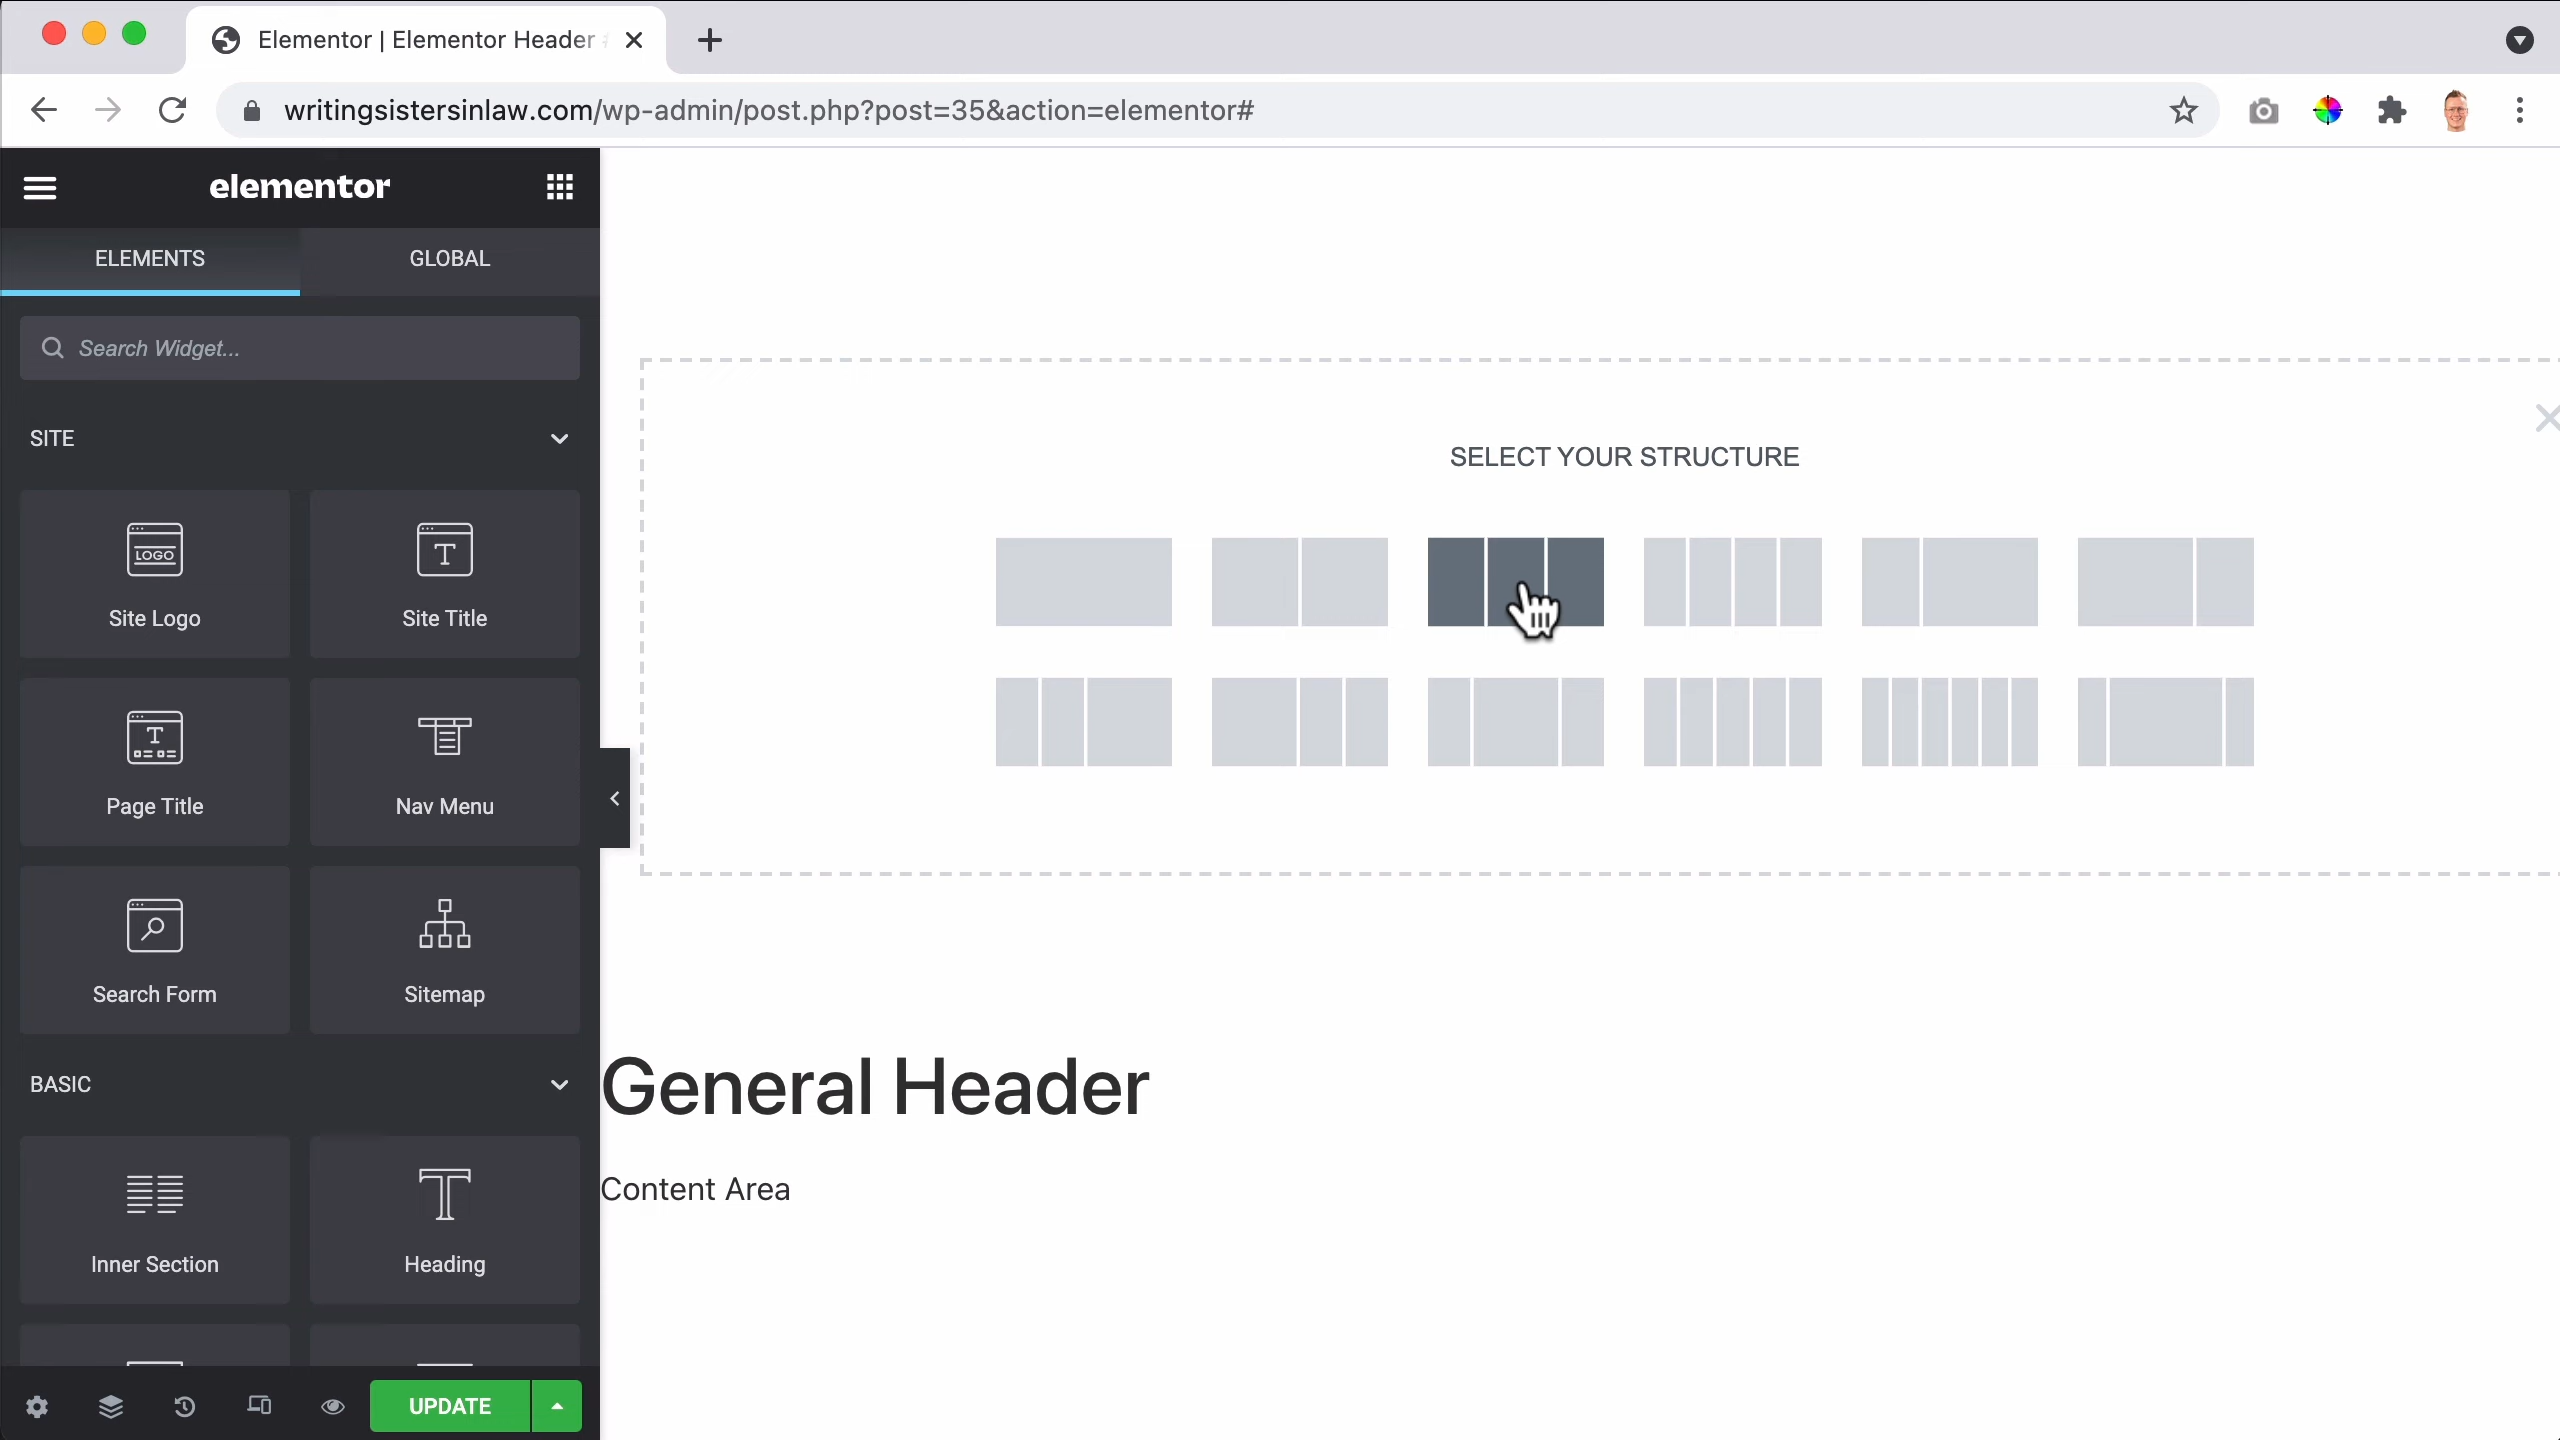 Elementor | Elementor Header
writingsistersinlaw.com/wp-admin/post.php?post=35&action=elementor#
elementor
ELEMENTS
GLOBAL
Search Widget...
SITE
LOGO
Site Logo
Site Title
Page Title
Nav Menu
Search Form
Sitemap
BASIC
Inner Section
Heading
UPDATE
SELECT YOUR STRUCTURE
General Header
Content Area